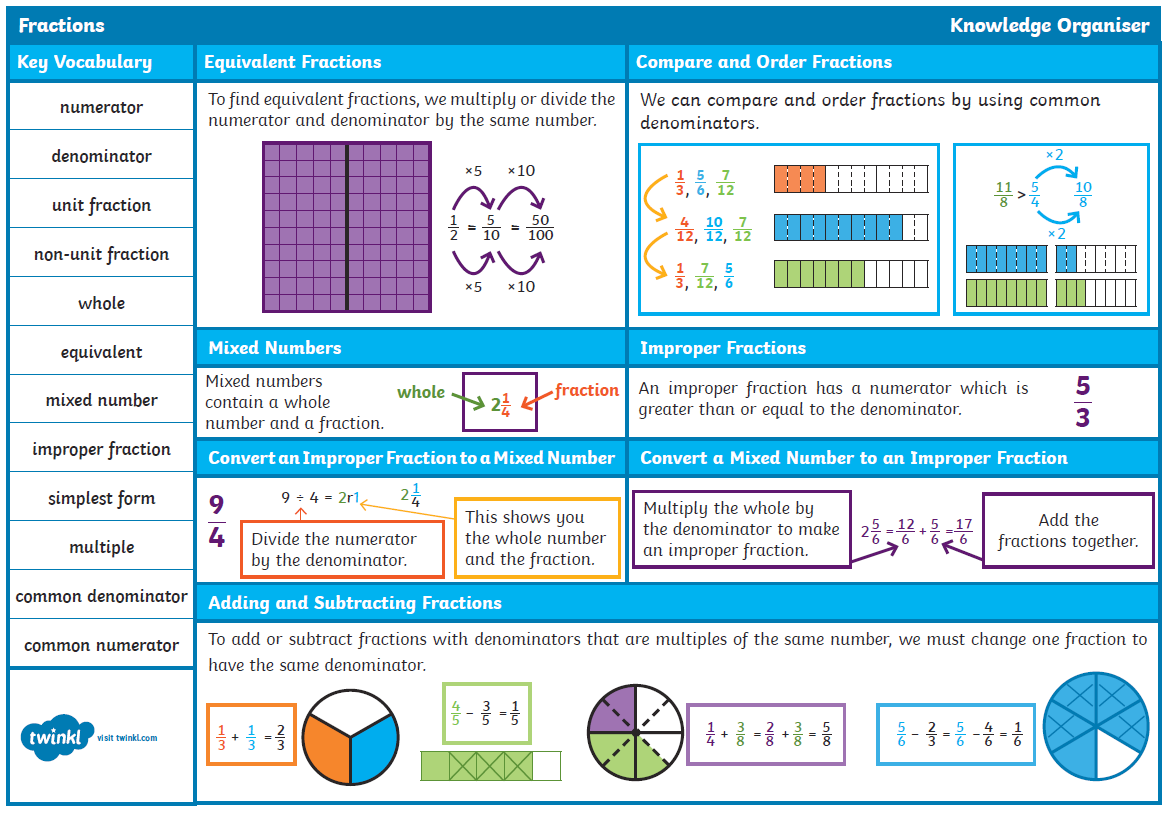 Fractions
Knowledge Organiser
Key Vocabulary
numerator
denominator
unit fraction
non-unit fraction
whole
equivalent
mixed number
improper fraction
simplest form
multiple
common denominator
common numerator
twinkl
visit twinkl.com
Equivalent Fractions
To find equivalent fractions, we multiply or divide the
numerator and denominator by the same number.
×5 ×10
1/2 = 5/10 = 50/100
×5 ×10
Compare and Order Fractions
We can compare and order fractions by using common
denominators.
1/3, 5/6, 7/12
4/12, 10/12, 7/12
1/3, 7/12, 5/6
×2
11/8 > 5/4 10/8
×2
Mixed Numbers
Mixed numbers
contain a whole
number and a fraction.
whole
2 1/4
fraction
Improper Fractions
An improper fraction has a numerator which is
greater than or equal to the denominator.
5/3
Convert an Improper Fraction to a Mixed Number
9/4
9 ÷ 4 = 2r1
2 1/4
Divide the numerator
by the denominator.
This shows you
the whole number
and the fraction.
Convert a Mixed Number to an Improper Fraction
Multiply the whole by
the denominator to make
an improper fraction.
2 5/6 = 12/6 + 5/6 = 17/6
Add the
fractions together.
Adding and Subtracting Fractions
To add or subtract fractions with denominators that are multiples of the same number, we must change one fraction to
have the same denominator.
1/3 + 1/3 = 2/3
4/5 - 3/5 = 1/5
1/4 + 3/8 = 2/8 + 3/8 = 5/8
5/6 - 2/3 = 5/6 - 4/6 = 1/6